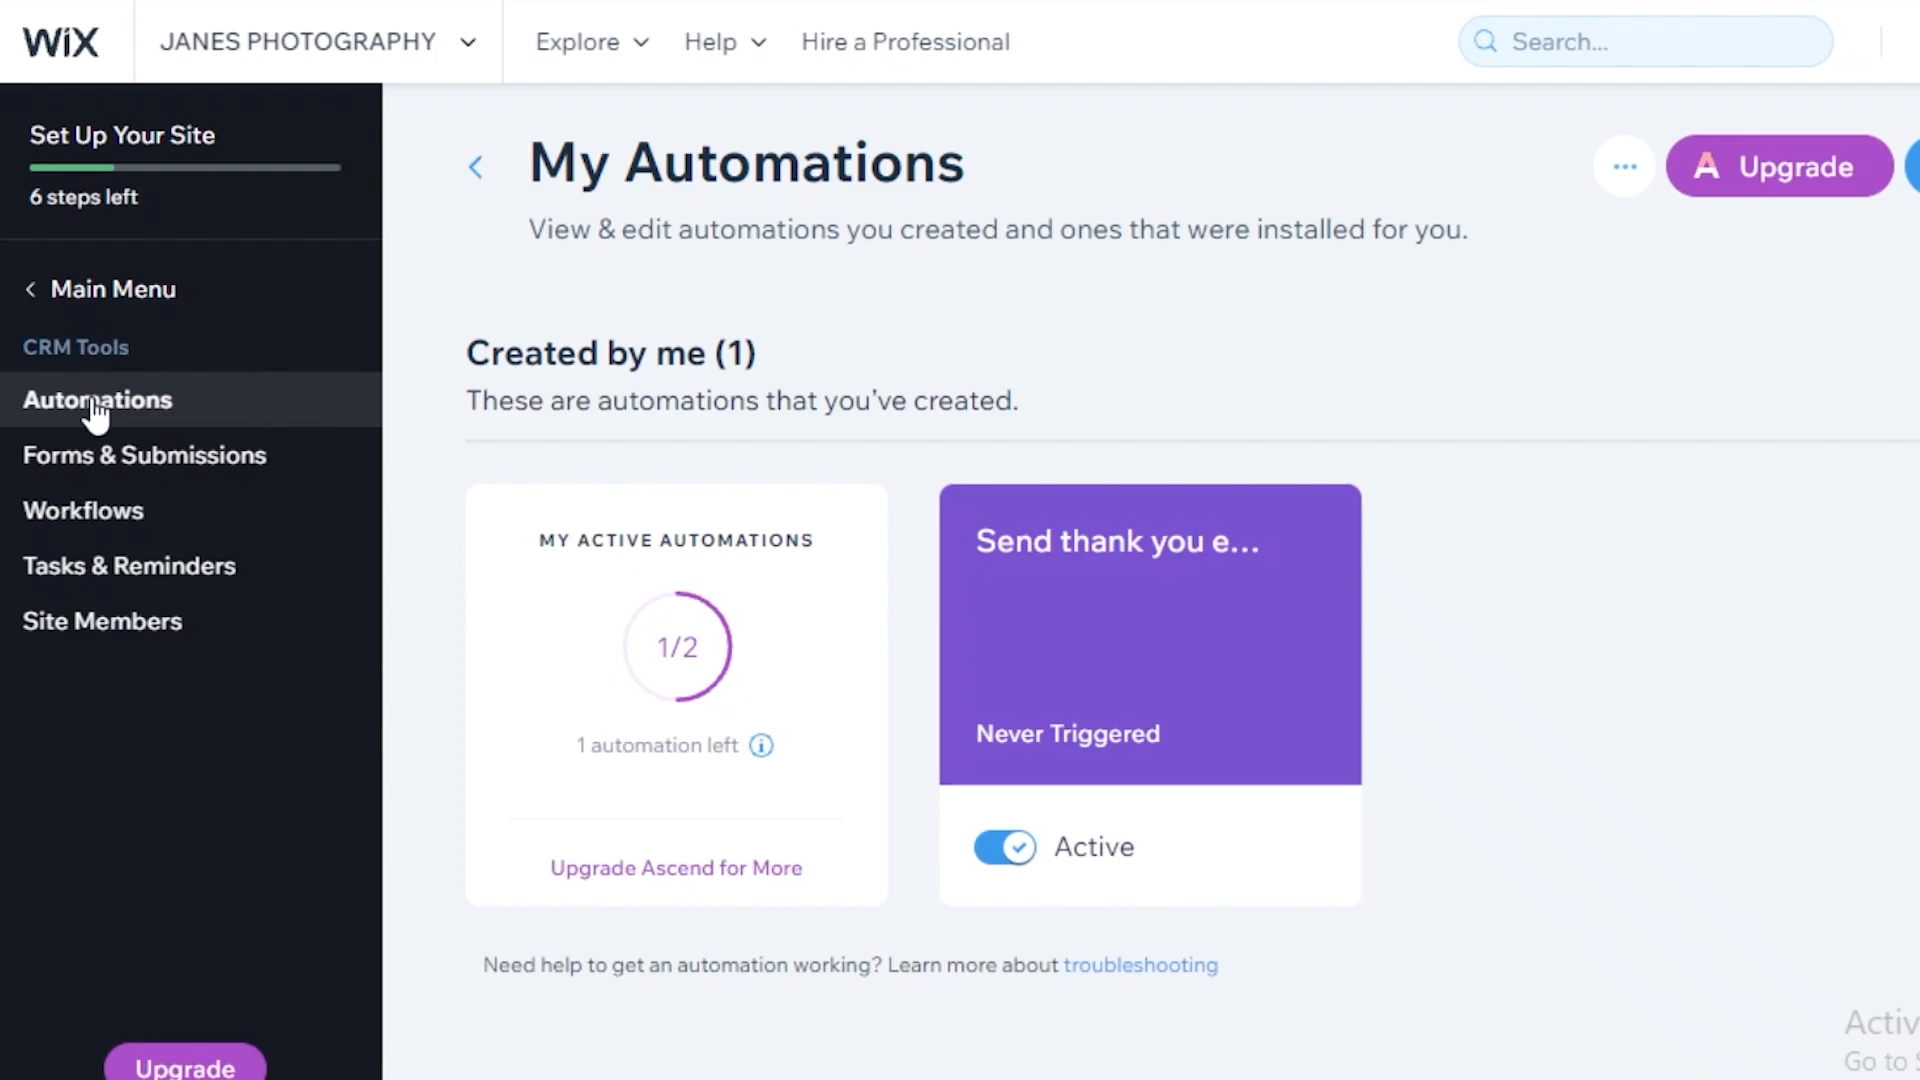 WiX
JANES PHOTOGRAPHY
Explore
Help
Hire a Professional
Search...
Set Up Your Site
6 steps left
Main Menu
CRM Tools
Automations
Forms & Submissions
Workflows
Tasks & Reminders
Site Members
Upgrade
My Automations
View & edit automations you created and ones that were installed for you.
Upgrade
Created by me (1)
These are automations that you've created.
MY ACTIVE AUTOMATIONS
1/2
1 automation left
Upgrade Ascend for More
Send thank you e...
Never Triggered
Active
Need help to get an automation working? Learn more about troubleshooting
Activ
Go to S